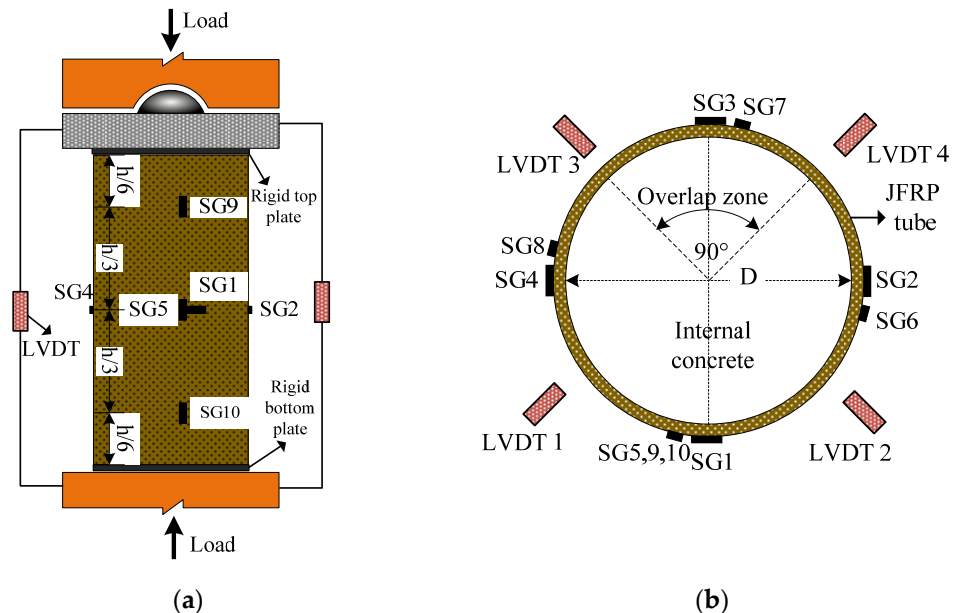 Load
h/6
SG9
Rigid top
plate
h/3
SG1
SG4
SG5
SG2
LVDT
h/3
SG10
Rigid
bottom
plate
h/6
Load
(a)
SG3
SG7
LVDT 3
LVDT 4
Overlap zone
JFRP
tube
SG8
90°
SG4
D
SG2
SG6
Internal
concrete
LVDT 1
SG5,9,10
SG1
LVDT 2
(b)